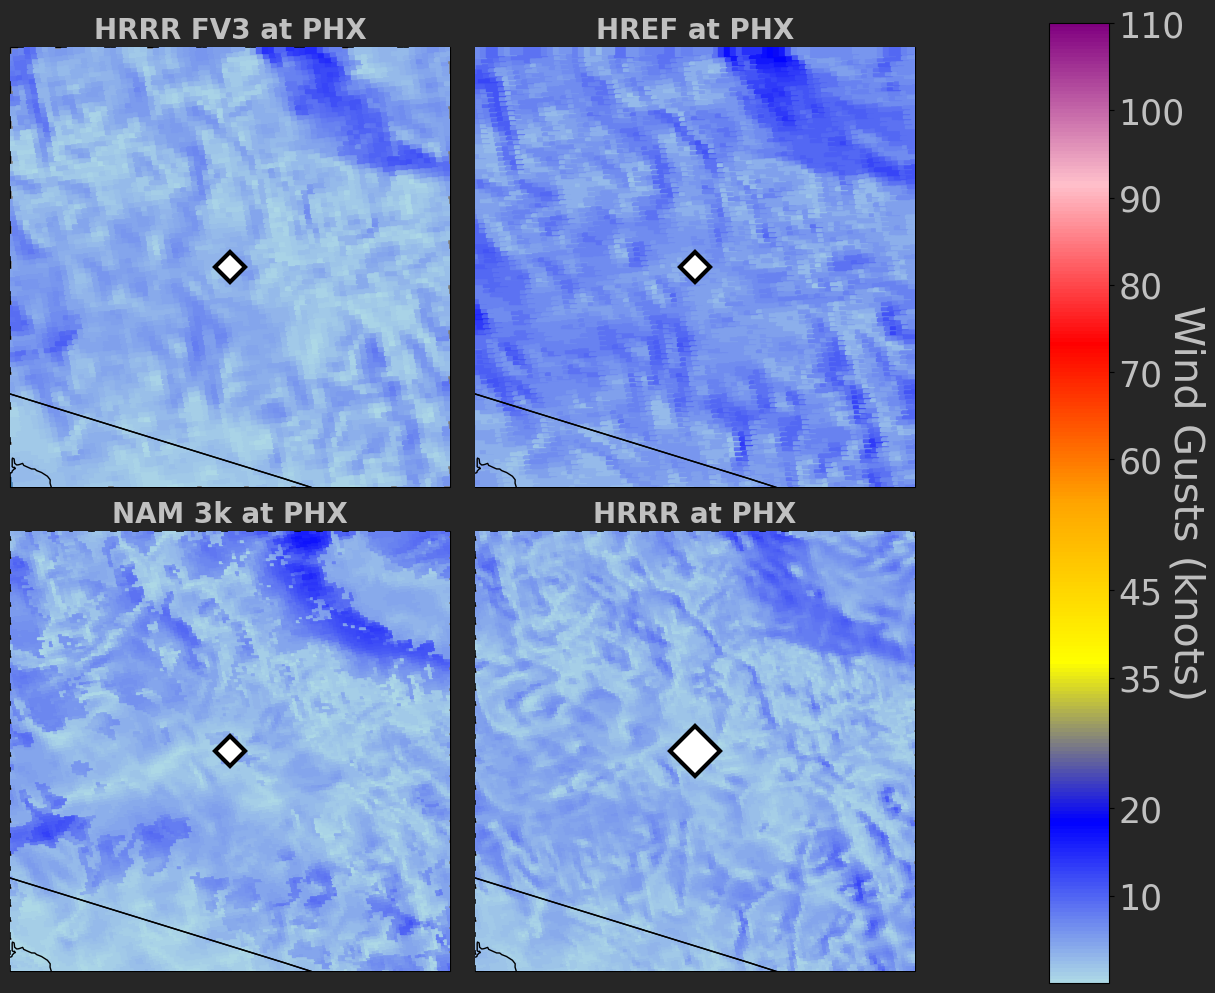 HRRR FV3 at PHX
HREF at PHX
NAM 3k at PHX
HRRR at PHX
110
100
90
80
70
60
45
35
20
10
Wind Gusts (knots)